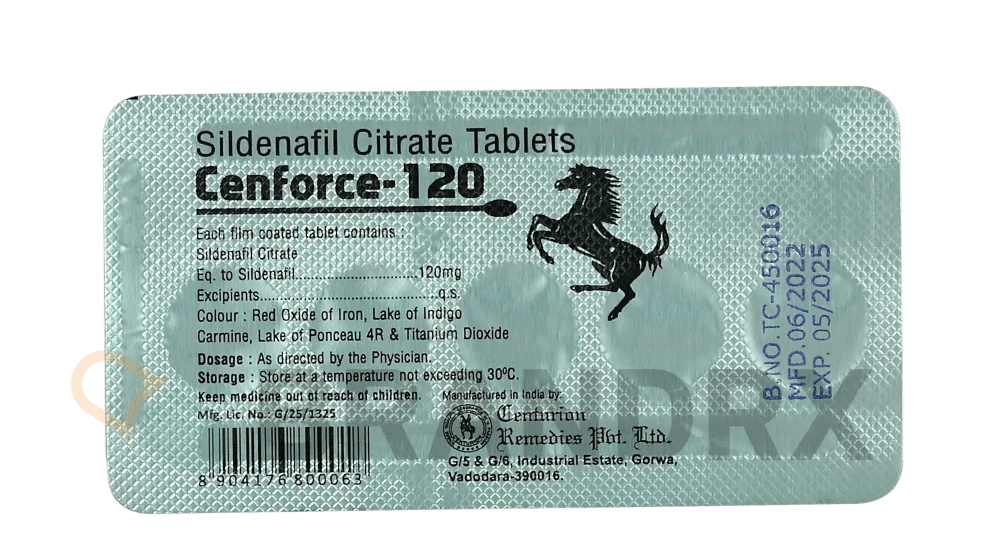 Sildenafil Citrate Tablets
Cenforce-120
Each film coated tablet contains :
Sildenafil Citrate
Eq. to Sildenafil..............................120mg
Excipients............................................q.s.
Colour : Red Oxide of Iron, Lake of Indigo
Carmine, Lake of Ponceau 4R & Titanium Dioxide
Dosage : As directed by the Physician.
Storage : Store at a temperature not exceeding 30ºC.
Keep medicine out of reach of children.
Mfg. Lic. No.: G/25/1325
8 904176 800063
Manufactured in India by:
Centurion
Remedies Pvt. Ltd.
G/5 & G/6, Industrial Estate, Gorwa,
Vadodara-390016.
B.NO.TC-450016
MFD.06/2022
EXP. 05/2025